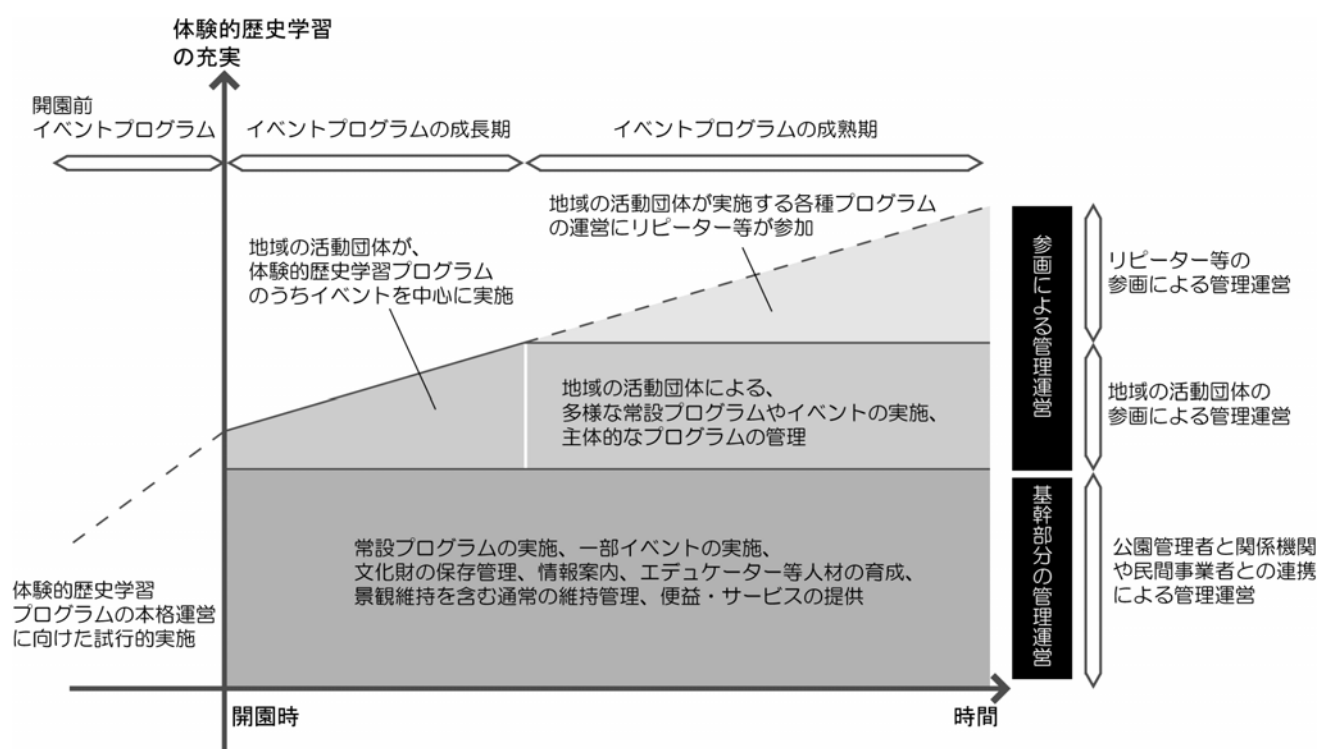 体験的歴史学習
の充実
開園前
イベントプログラム
イベントプログラムの成長期
イベントプログラムの成熟期
地域の活動団体が実施する各種プログラム
の運営にリピーター等が参加
地域の活動団体が、
体験的歴史学習プログラム
のうちイベントを中心に実施
参画による管理運営
リピーター等の
参画による管理運営
地域の活動団体による、
多様な常設プログラムやイベントの実施、
主体的なプログラムの管理
地域の活動団体の
参画による管理運営
常設プログラムの実施、一部イベントの実施、
文化財の保存管理、情報案内、エデュケーター等人材の育成、
景観維持を含む通常の維持管理、便益・サービスの提供
基幹部分の管理運営
公園管理者と関係機関
や民間事業者との連携
による管理運営
体験的歴史学習
プログラムの本格運営
に向けた試行的実施
開園時
時間